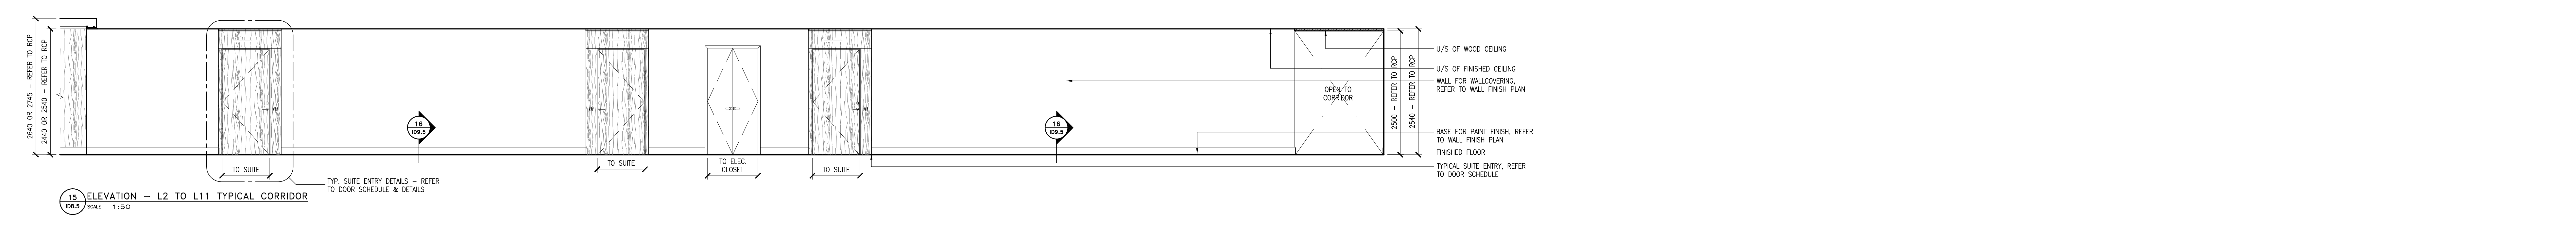 2640 OR 2745 - REFER TO RCP
2440 OR 2540 - REFER TO RCP
16
ID9.5
TO SUITE
TYP. SUITE ENTRY DETAILS - REFER
TO DOOR SCHEDULE & DETAILS
TO SUITE
TO ELEC.
CLOSET
TO SUITE
16
ID9.5
OPEN TO
CORRIDOR
2500 - REFER TO RCP
2540 - REFER TO RCP
U/S OF WOOD CEILING
U/S OF FINISHED CEILING
WALL FOR WALLCOVERING,
REFER TO WALL FINISH PLAN
BASE FOR PAINT FINISH, REFER
TO WALL FINISH PLAN
FINISHED FLOOR
TYPICAL SUITE ENTRY, REFER
TO DOOR SCHEDULE
15
ID8.5
ELEVATION - L2 TO L11 TYPICAL CORRIDOR
SCALE 1:50